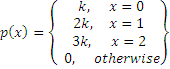 p(x) = { k, x = 0
2k, x = 1
3k, x = 2
0, otherwise